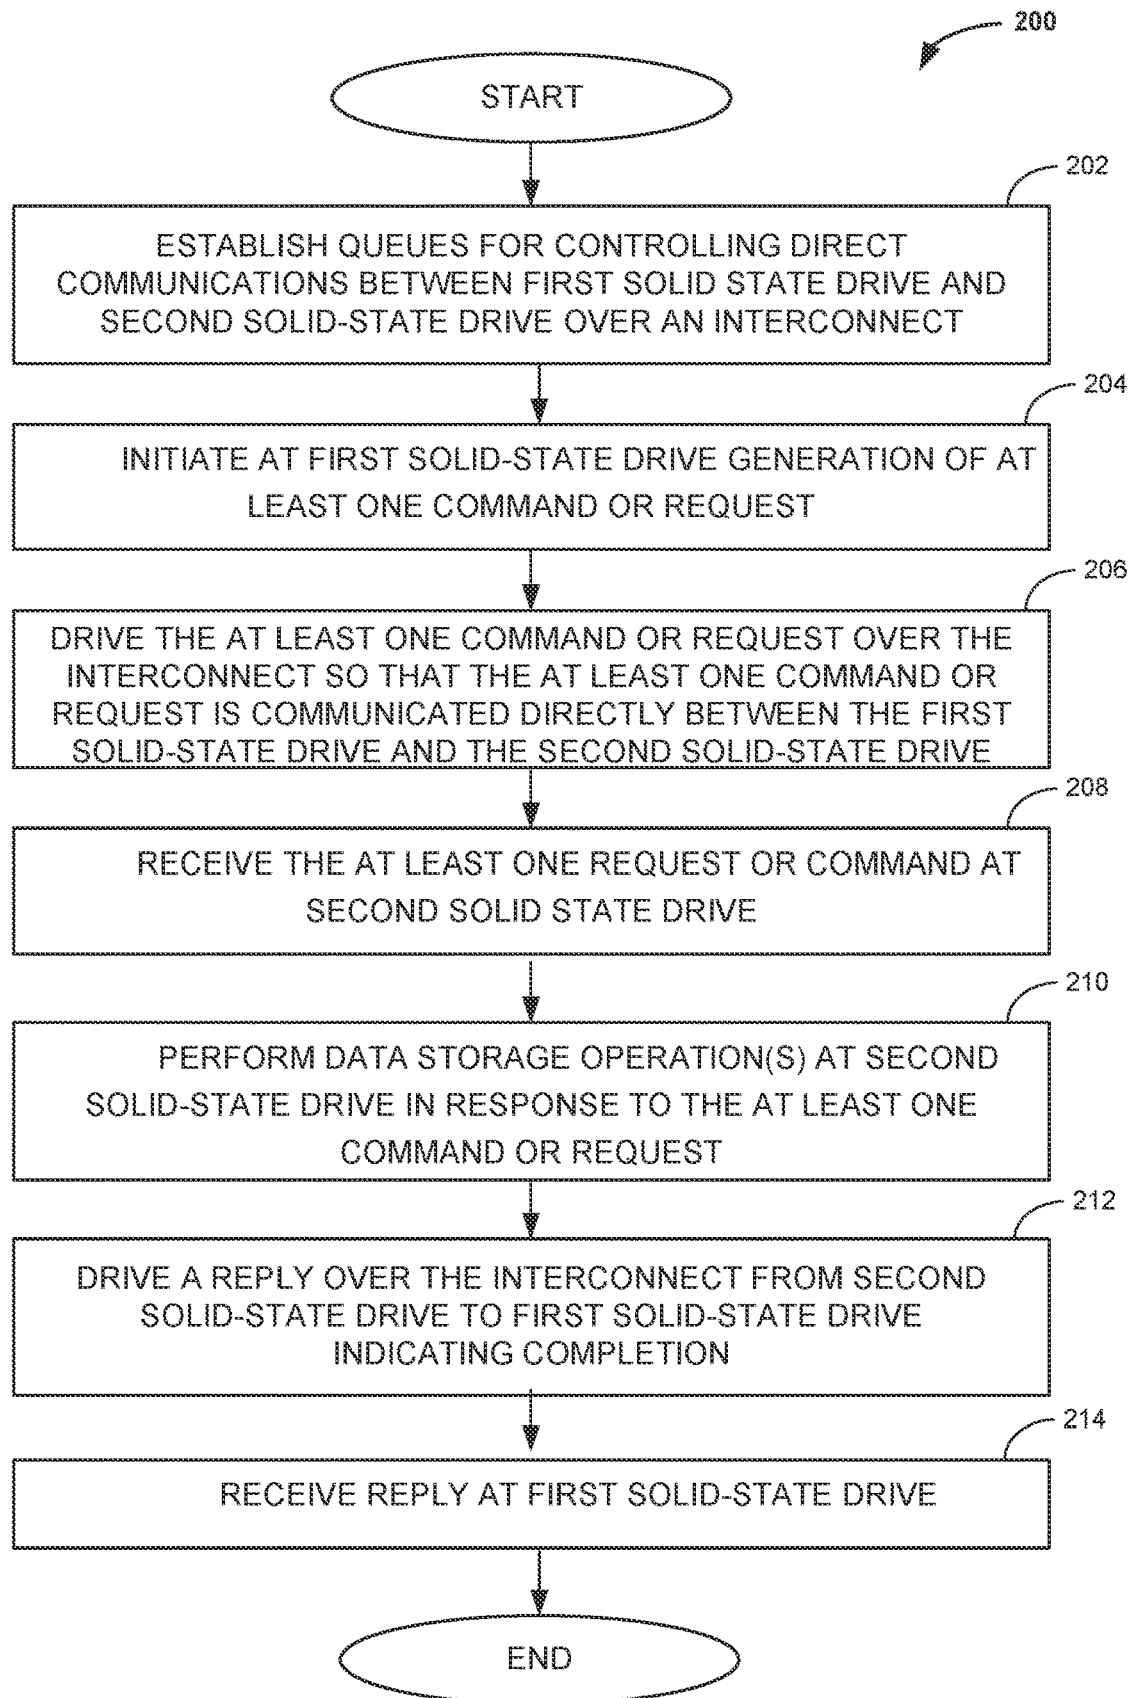 200
START
202
ESTABLISH QUEUES FOR CONTROLLING DIRECT
COMMUNICATIONS BETWEEN FIRST SOLID STATE DRIVE AND
SECOND SOLID-STATE DRIVE OVER AN INTERCONNECT
204
INITIATE AT FIRST SOLID-STATE DRIVE GENERATION OF AT
LEAST ONE COMMAND OR REQUEST
206
DRIVE THE AT LEAST ONE COMMAND OR REQUEST OVER THE
INTERCONNECT SO THAT THE AT LEAST ONE COMMAND OR
REQUEST IS COMMUNICATED DIRECTLY BETWEEN THE FIRST
SOLID-STATE DRIVE AND THE SECOND SOLID-STATE DRIVE
208
RECEIVE THE AT LEAST ONE REQUEST OR COMMAND AT
SECOND SOLID STATE DRIVE
210
PERFORM DATA STORAGE OPERATION(S) AT SECOND
SOLID-STATE DRIVE IN RESPONSE TO THE AT LEAST ONE
COMMAND OR REQUEST
212
DRIVE A REPLY OVER THE INTERCONNECT FROM SECOND
SOLID-STATE DRIVE TO FIRST SOLID-STATE DRIVE
INDICATING COMPLETION
214
RECEIVE REPLY AT FIRST SOLID-STATE DRIVE
END